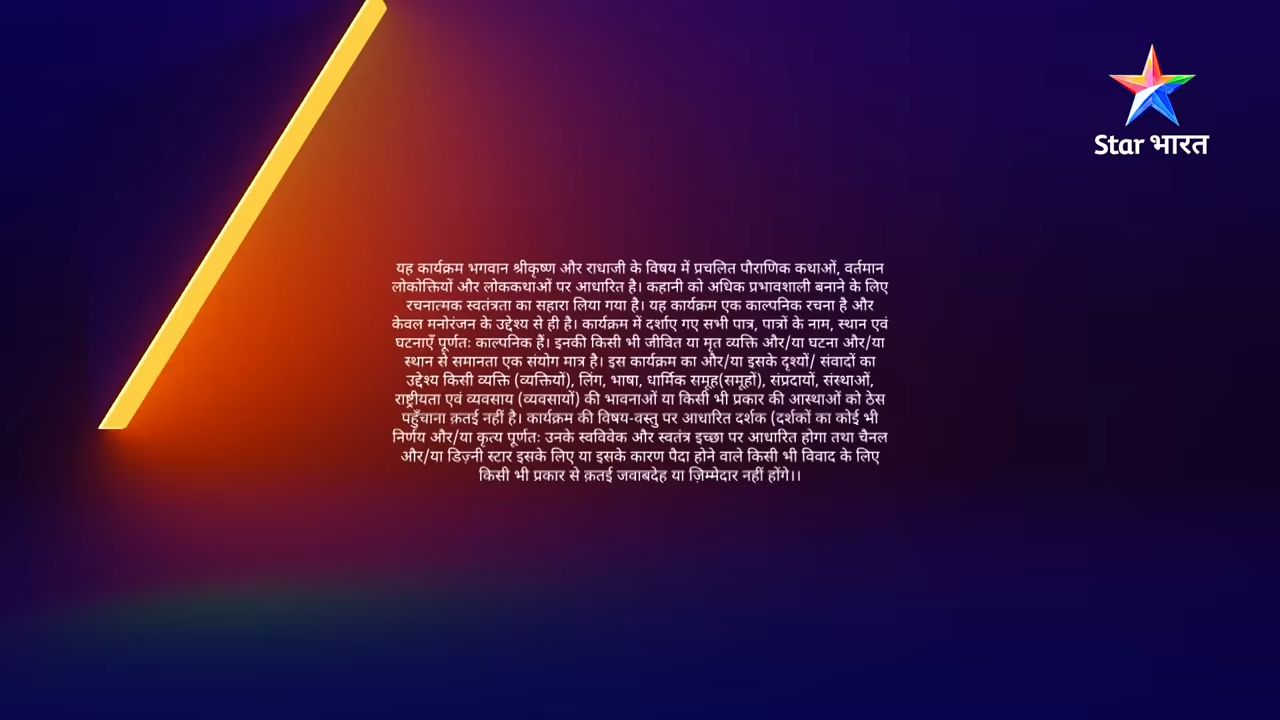 Star भारत
यह कार्यक्रम भगवान श्रीकृष्ण और राधाजी के विषय में प्रचलित पौराणिक कथाओं, वर्तमान
लोकोक्तियों और लोककथाओं पर आधारित है। कहानी को अधिक प्रभावशाली बनाने के लिए
रचनात्मक स्वतंत्रता का सहारा लिया गया है। यह कार्यक्रम एक काल्पनिक रचना है और
केवल मनोरंजन के उद्देश्य से ही है। कार्यक्रम में दर्शाए गए सभी पात्र, पात्रों के नाम, स्थान एवं
घटनाएँ पूर्णतः काल्पनिक हैं। इनकी किसी भी जीवित या मृत व्यक्ति और/या घटना और/या
स्थान से समानता एक संयोग मात्र है। इस कार्यक्रम का और/या इसके दृश्यों/ संवादों का
उद्देश्य किसी व्यक्ति (व्यक्तियों), लिंग, भाषा, धार्मिक समूह(समूहों), संप्रदायों, संस्थाओं,
राष्ट्रीयता एवं व्यवसाय (व्यवसायों) की भावनाओं या किसी भी प्रकार की आस्थाओं को ठेस
पहुँचाना क़तई नहीं है। कार्यक्रम की विषय-वस्तु पर आधारित दर्शक (दर्शकों का कोई भी
निर्णय और/या कृत्य पूर्णतः उनके स्वविवेक और स्वतंत्र इच्छा पर आधारित होगा तथा चैनल
और/या डिज़्नी स्टार इसके लिए या इसके कारण पैदा होने वाले किसी भी विवाद के लिए
किसी भी प्रकार से क़तई जवाबदेह या ज़िम्मेदार नहीं होंगे।।